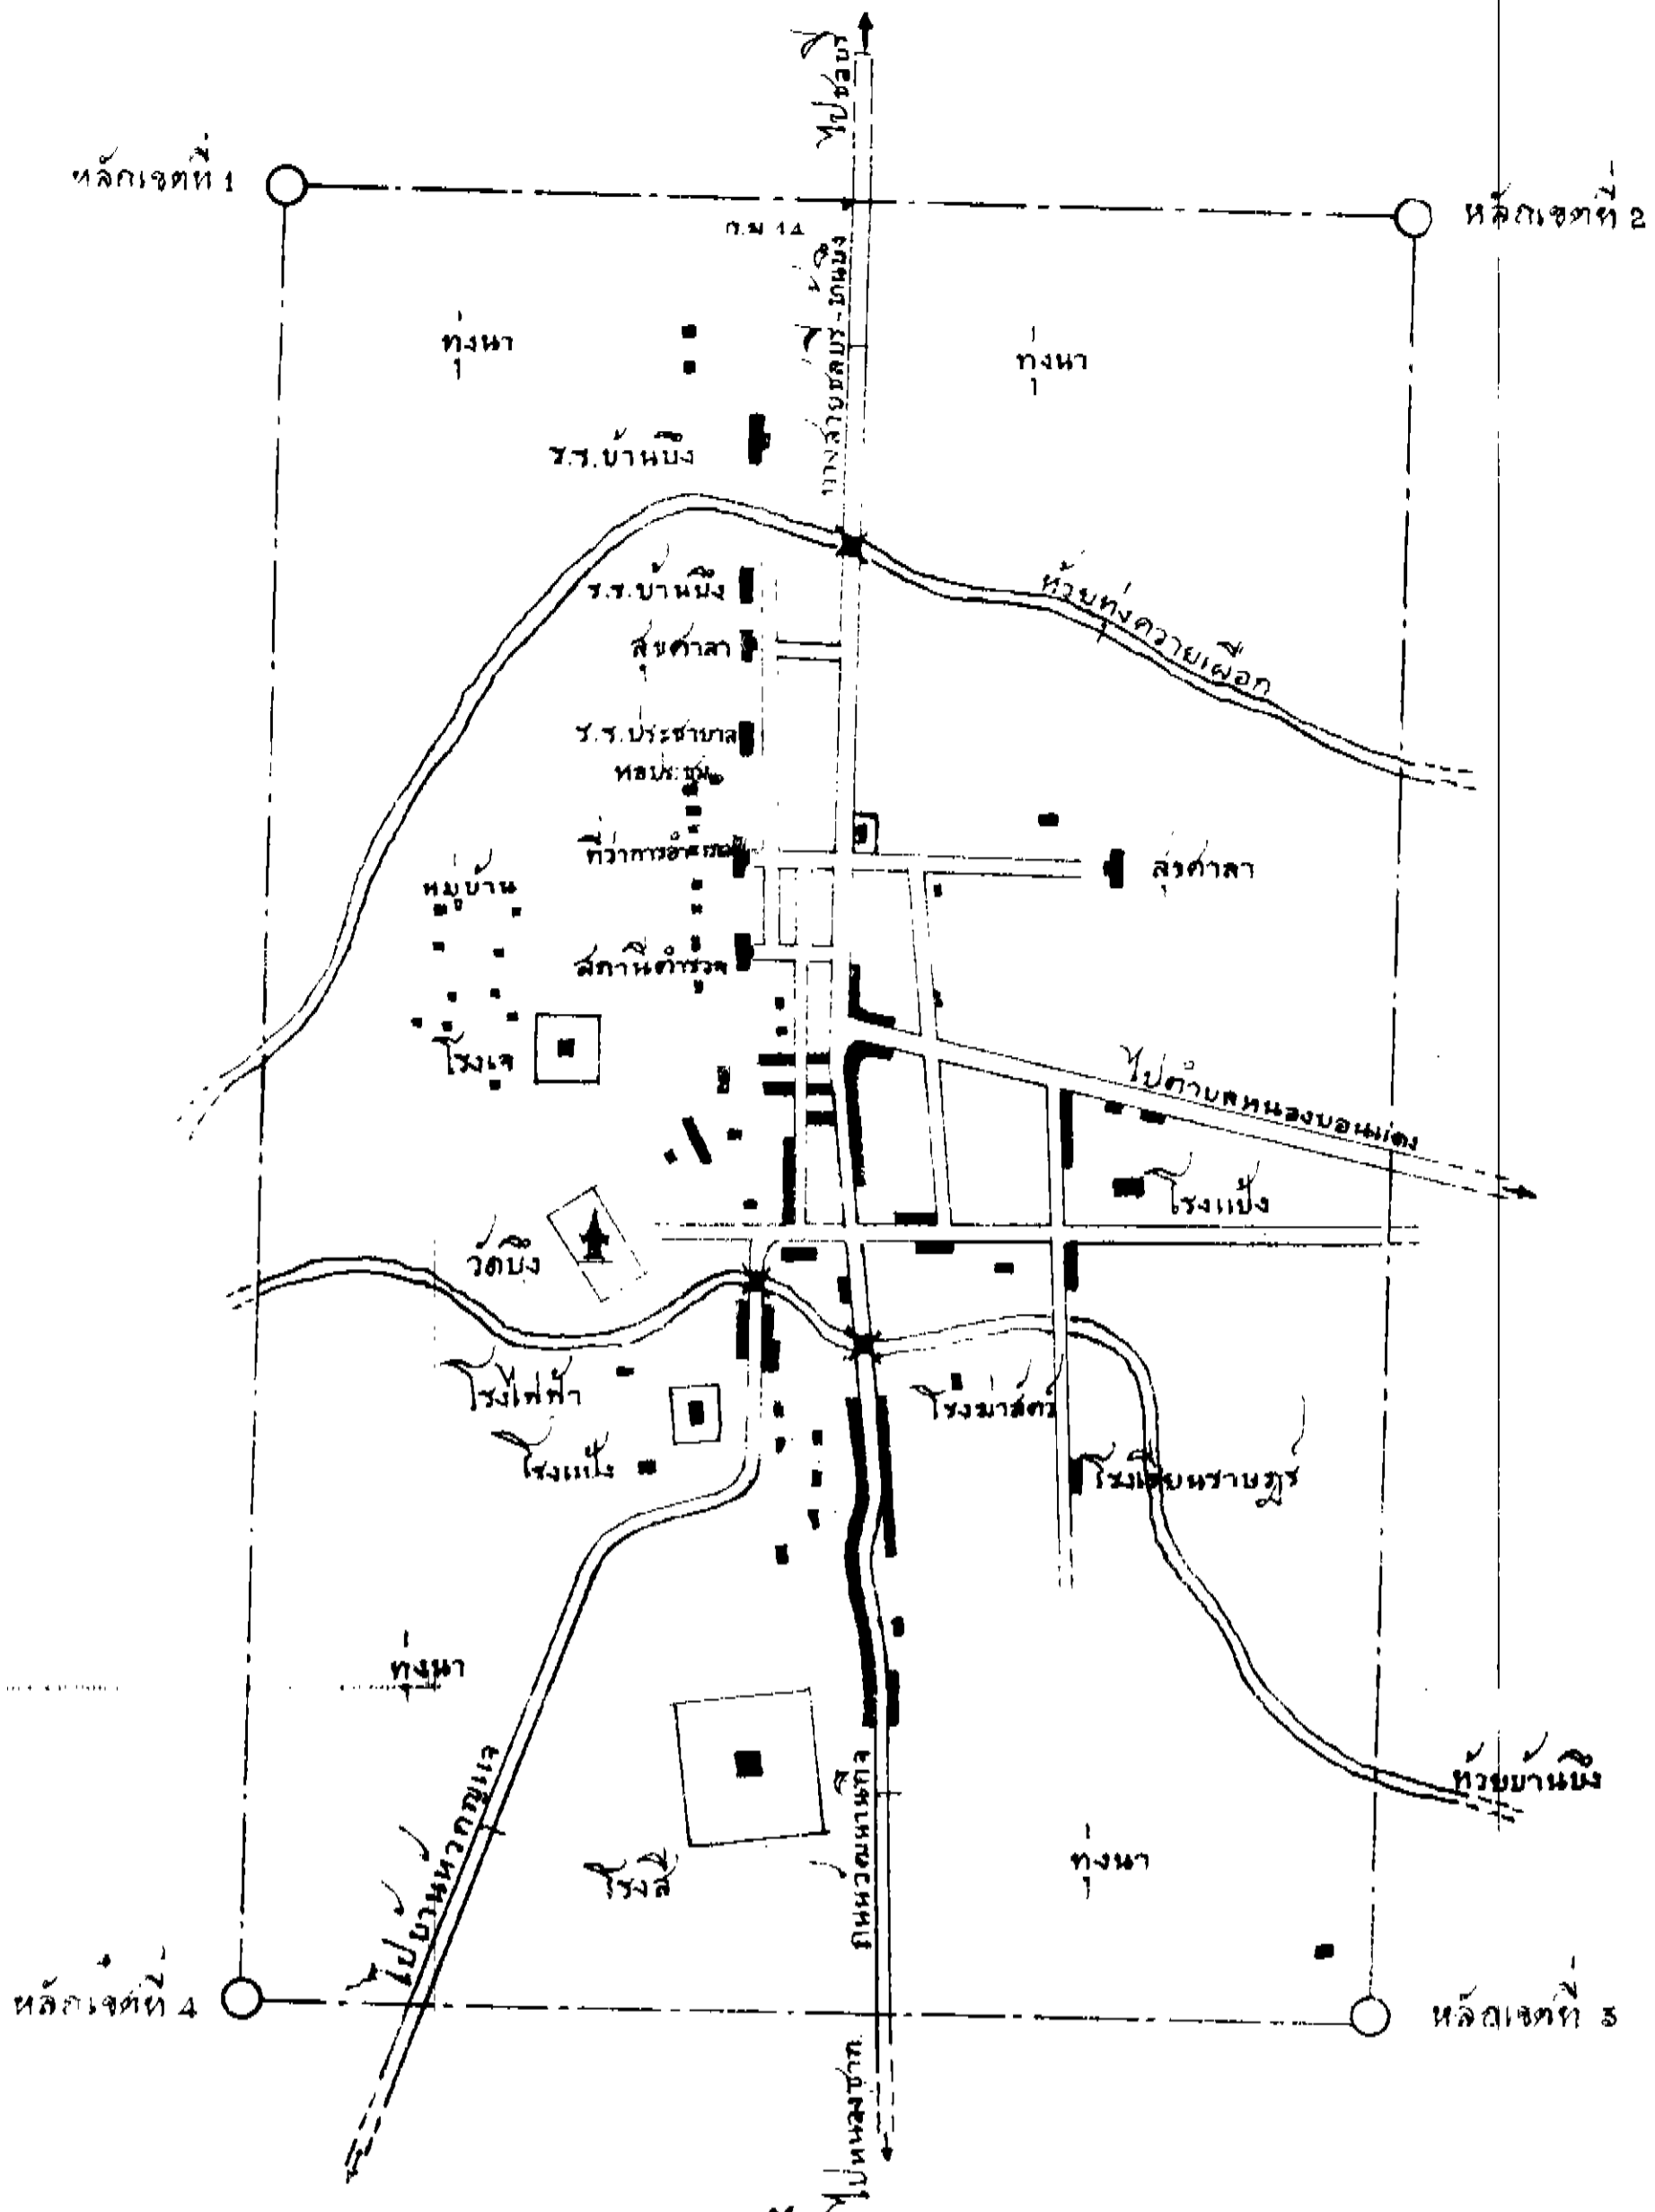 ไปชลบุรี
หลักเขตที่ 1
หลักเขตที่ 2
ก.ม 14
ทางสายชลบุรี-บ้านบึง
ทุ่งนา
ทุ่งนา
ร.ร.บ้านบึง
ร.ร.บ้านบึง
ห้วยทุ่งควายเผือก
สุขศาลา
ร.ร.ประชาบาล
หอประชุม
ที่ว่าการอำเภอ
สุขศาลา
หมู่บ้าน
สถานีตำรวจ
โรงเจ
ไปตำบลหนองบอนแดง
โรงแป้ง
วัดบึง
โรงไฟฟ้า
โรงฆ่าสัตว์
โรงแป้ง
โรงเรียนราษฎร์
ทุ่งนา
ไปบ้านหัวกุญแจ
ห้วยบ้านบึง
โรงสี
ทุ่งนา
หลักเขตที่ 4
หลักเขตที่ 3
ไปหนองชาก